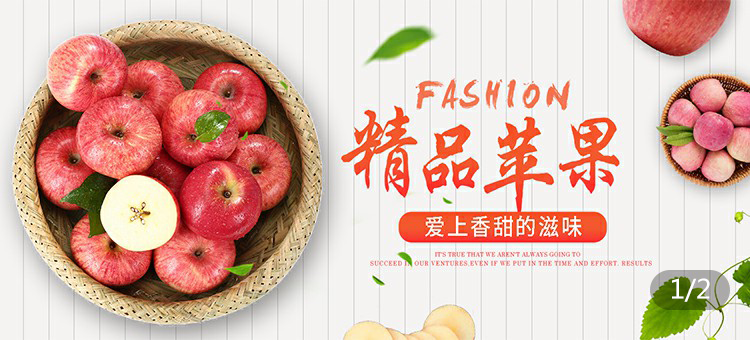 FASHION
精品苹果
爱上香甜的滋味
IT'S TRUE THAT WE AREN'T ALWAYS GOING TO
SUCCEED IN OUR VENTURES,EVEN IF WE PUT IN THE TIME AND EFFORT. RESULTS
1/2